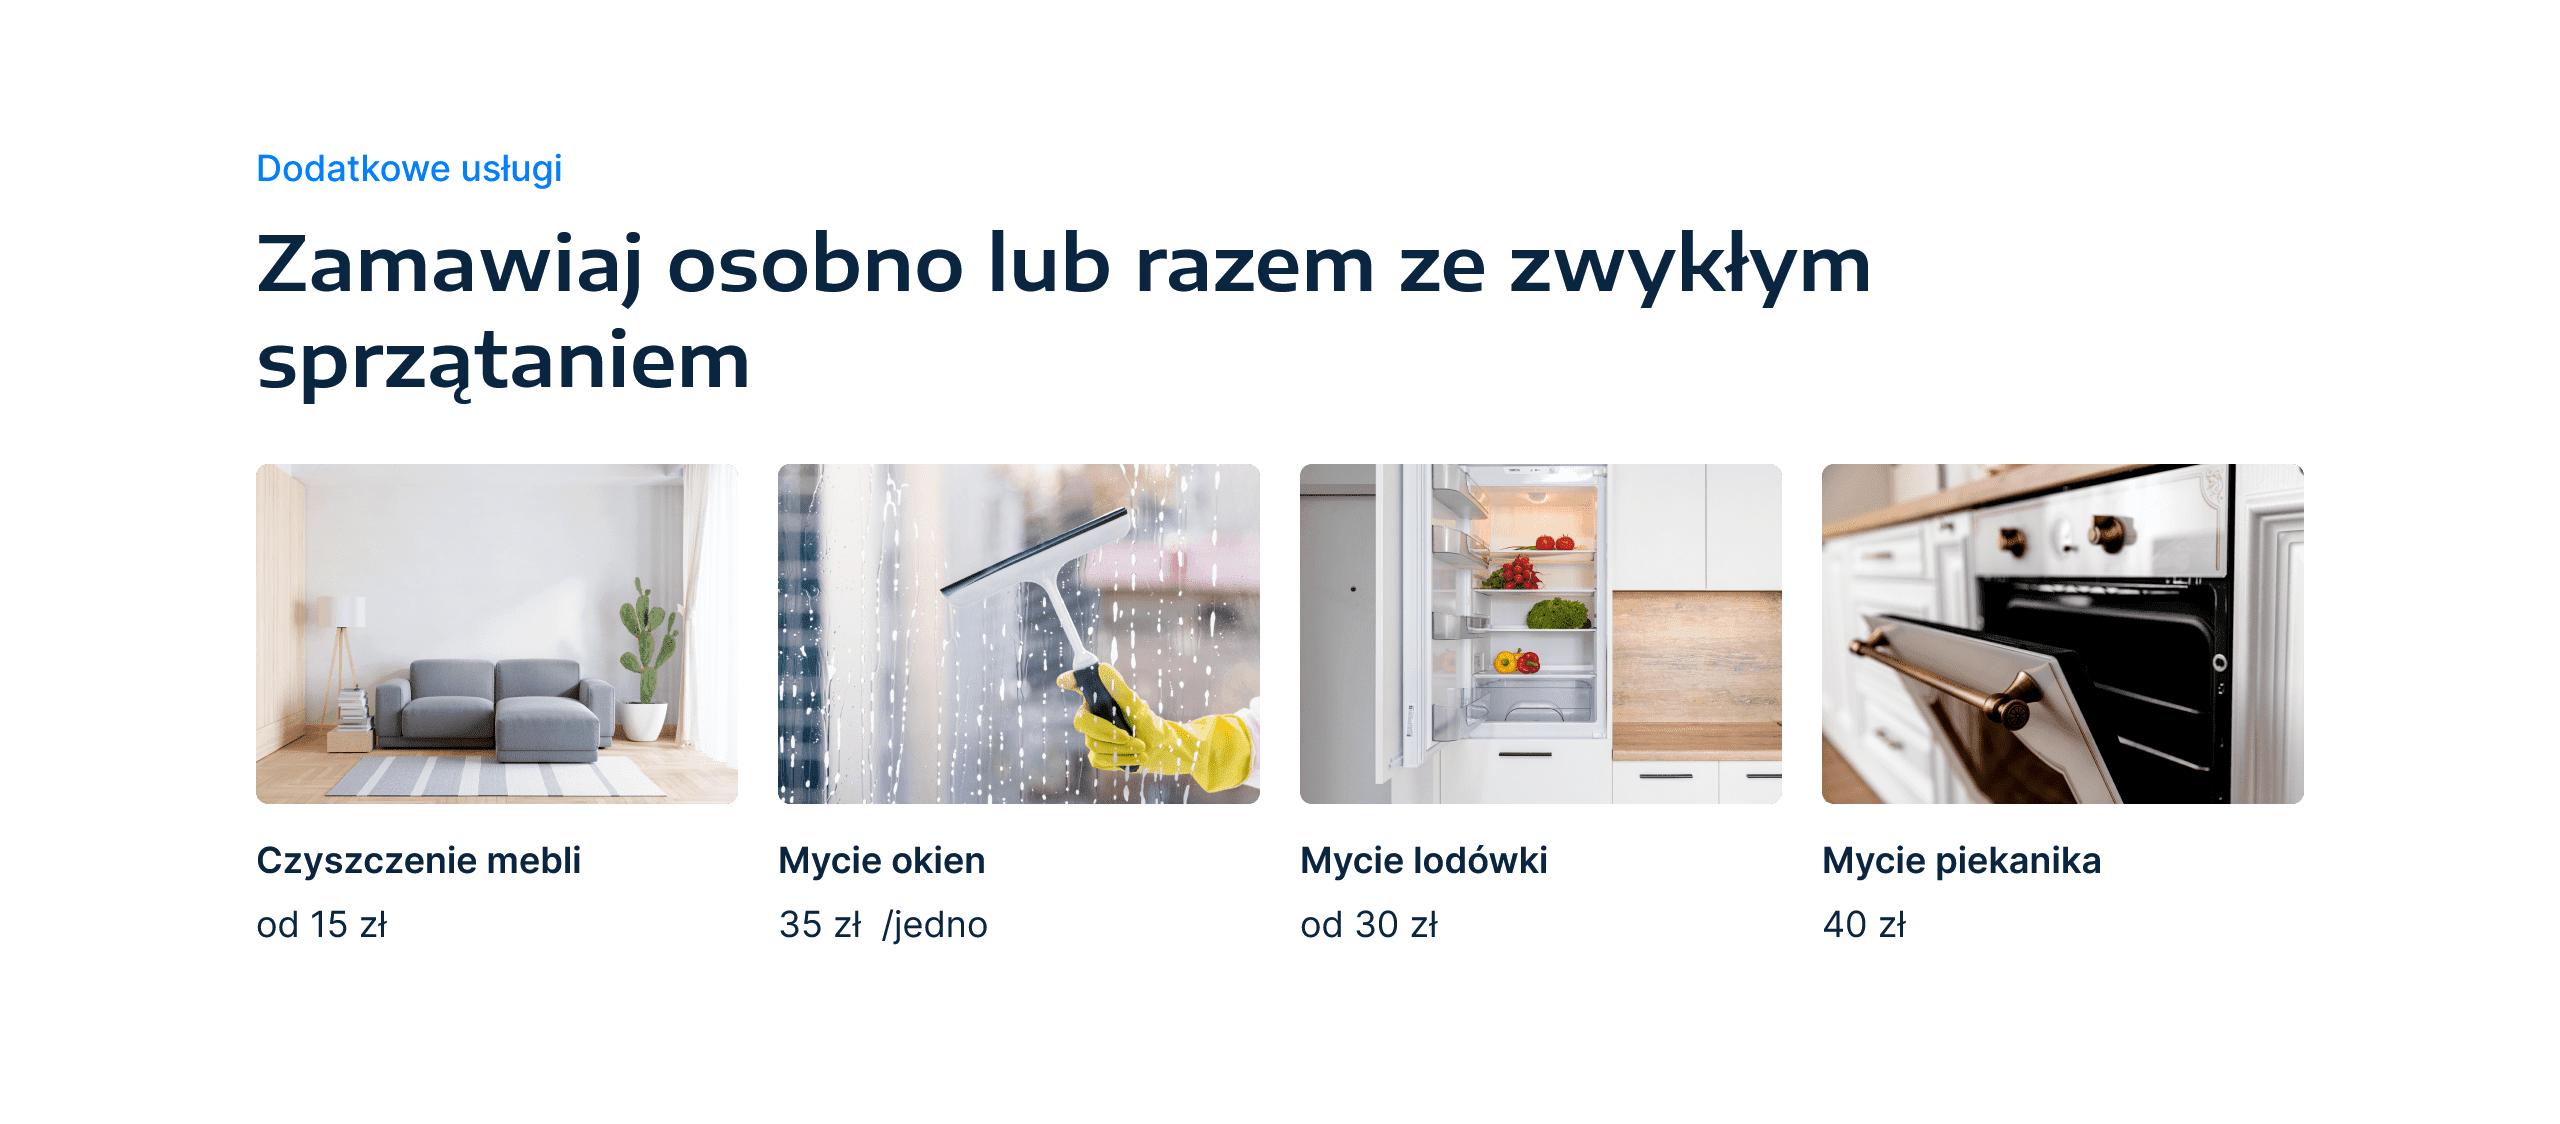 Dodatkowe usługi
Zamawiaj osobno lub razem ze zwykłym
sprzątaniem
Czyszczenie mebli
od 15 zł
Mycie okien
35 zł /jedno
Mycie lodówki
od 30 zł
Mycie piekanika
40 zł